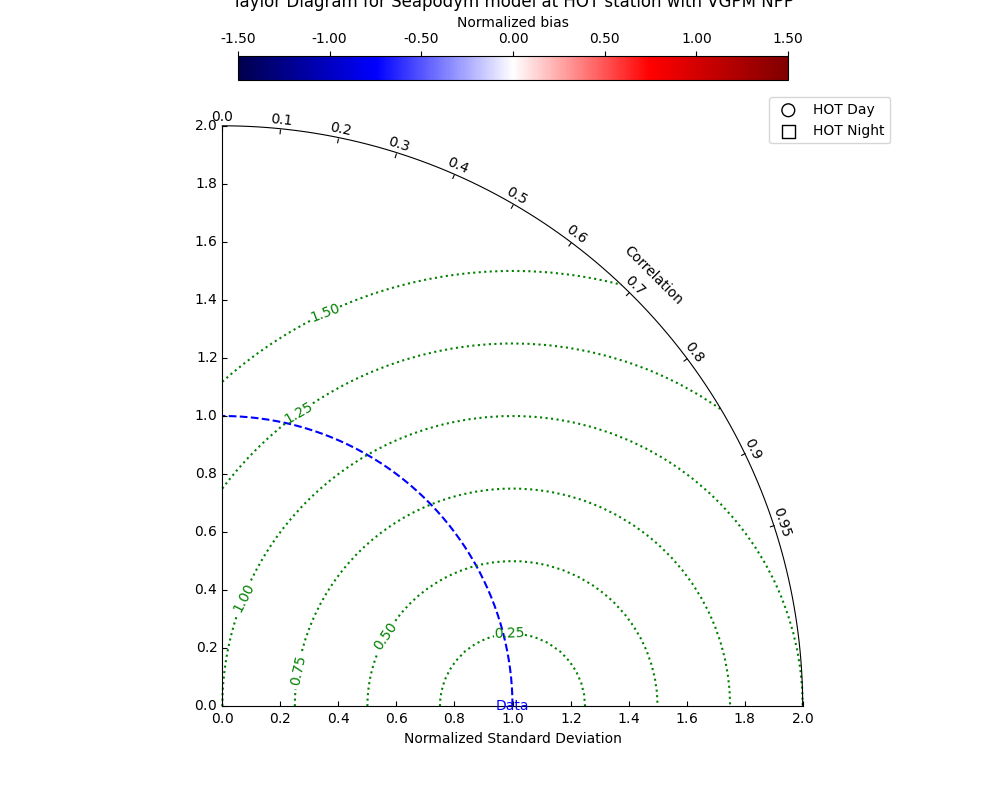 Taylor Diagram for Seapodym model at HOT station with VGPM NPP
Normalized bias
-1.50 -1.00 -0.50 0.00 0.50 1.00 1.50
HOT Day
HOT Night
0.0 0.1 0.2 0.3 0.4 0.5 0.6 0.7 0.8 0.9 0.95
Correlation
2.0
1.8
1.6
1.4
1.2
1.0
0.8
0.6
0.4
0.2
0.0
1.50
1.25
1.00
0.75
0.50
0.25
Data
0.0 0.2 0.4 0.6 0.8 1.0 1.2 1.4 1.6 1.8 2.0
Normalized Standard Deviation